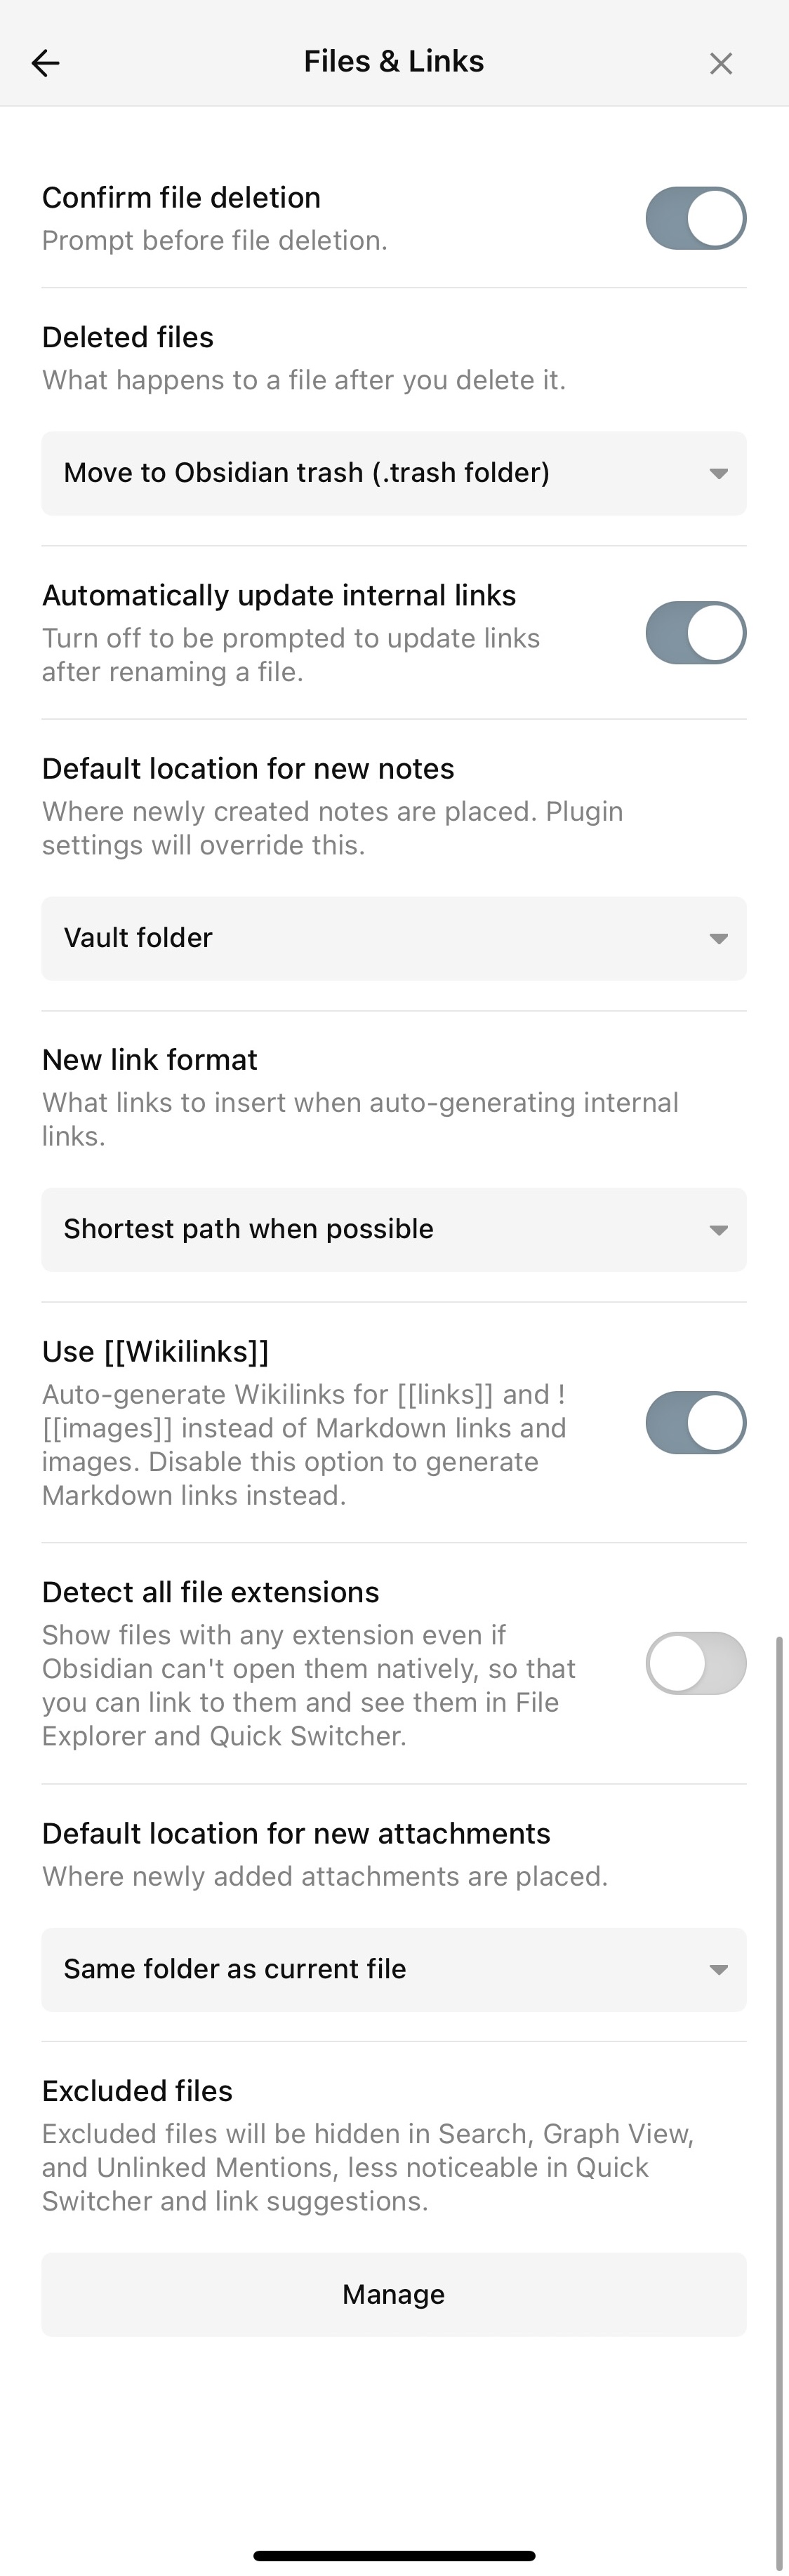 Files & Links
Confirm file deletion
Prompt before file deletion.
Deleted files
What happens to a file after you delete it.
Move to Obsidian trash (.trash folder)
Automatically update internal links
Turn off to be prompted to update links
after renaming a file.
Default location for new notes
Where newly created notes are placed. Plugin
settings will override this.
Vault folder
New link format
What links to insert when auto-generating internal
links.
Shortest path when possible
Use [[Wikilinks]]
Auto-generate Wikilinks for [[links]] and !
[[images]] instead of Markdown links and
images. Disable this option to generate
Markdown links instead.
Detect all file extensions
Show files with any extension even if
Obsidian can't open them natively, so that
you can link to them and see them in File
Explorer and Quick Switcher.
Default location for new attachments
Where newly added attachments are placed.
Same folder as current file
Excluded files
Excluded files will be hidden in Search, Graph View,
and Unlinked Mentions, less noticeable in Quick
Switcher and link suggestions.
Manage